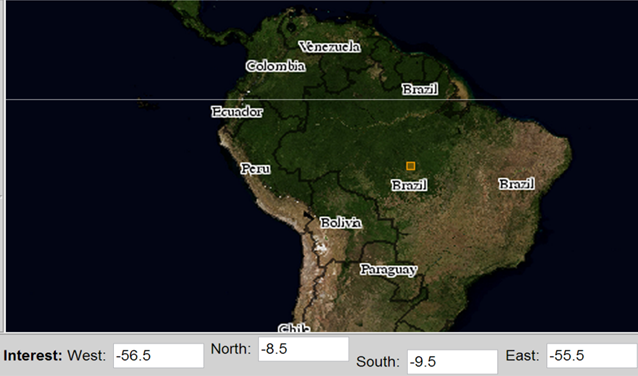 Venezuela
Colombia
Brazil
Ecuador
Peru
Brazil
Brazil
Bolivia
Paraguay
Chile
Interest: West: -56.5 North: -8.5 South: -9.5 East: -55.5